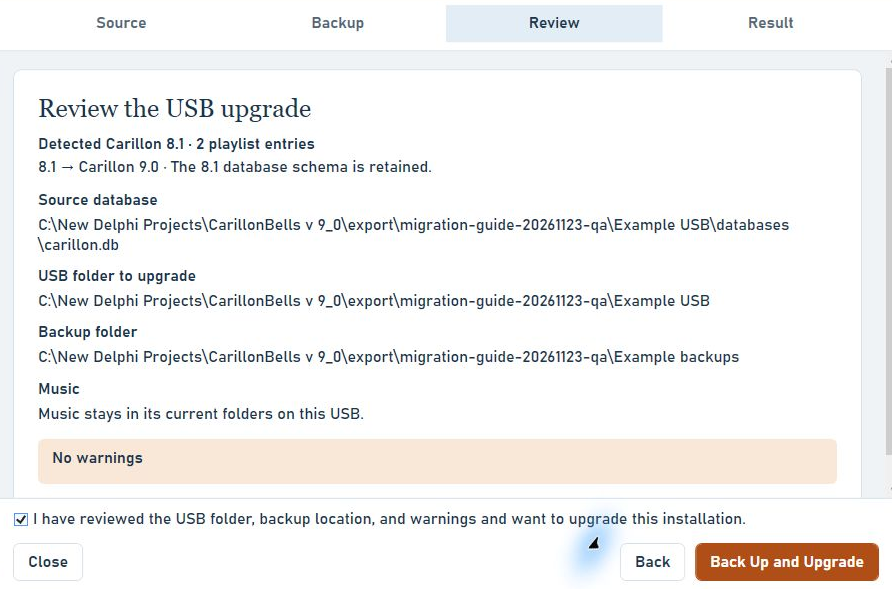 Source
Backup
Review
Result
Review the USB upgrade
Detected Carillon 8.1 · 2 playlist entries
8.1 → Carillon 9.0 · The 8.1 database schema is retained.
Source database
C:\New Delphi Projects\CarillonBells v 9_0\export\migration-guide-20261123-qa\Example USB\databases
\carillon.db
USB folder to upgrade
C:\New Delphi Projects\CarillonBells v 9_0\export\migration-guide-20261123-qa\Example USB
Backup folder
C:\New Delphi Projects\CarillonBells v 9_0\export\migration-guide-20261123-qa\Example backups
Music
Music stays in its current folders on this USB.
No warnings
I have reviewed the USB folder, backup location, and warnings and want to upgrade this installation.
Close
Back
Back Up and Upgrade